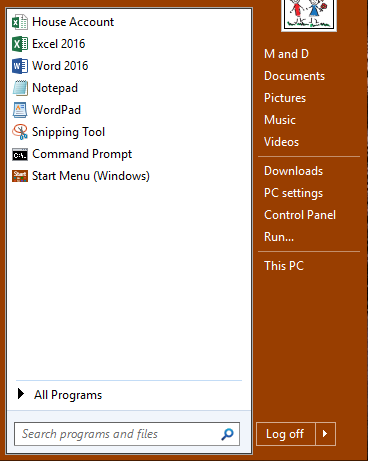 House Account
Excel 2016
Word 2016
Notepad
WordPad
Snipping Tool
Command Prompt
Start Menu (Windows)
All Programs
Search programs and files
M and D
Documents
Pictures
Music
Videos
Downloads
PC settings
Control Panel
Run...
This PC
Log off